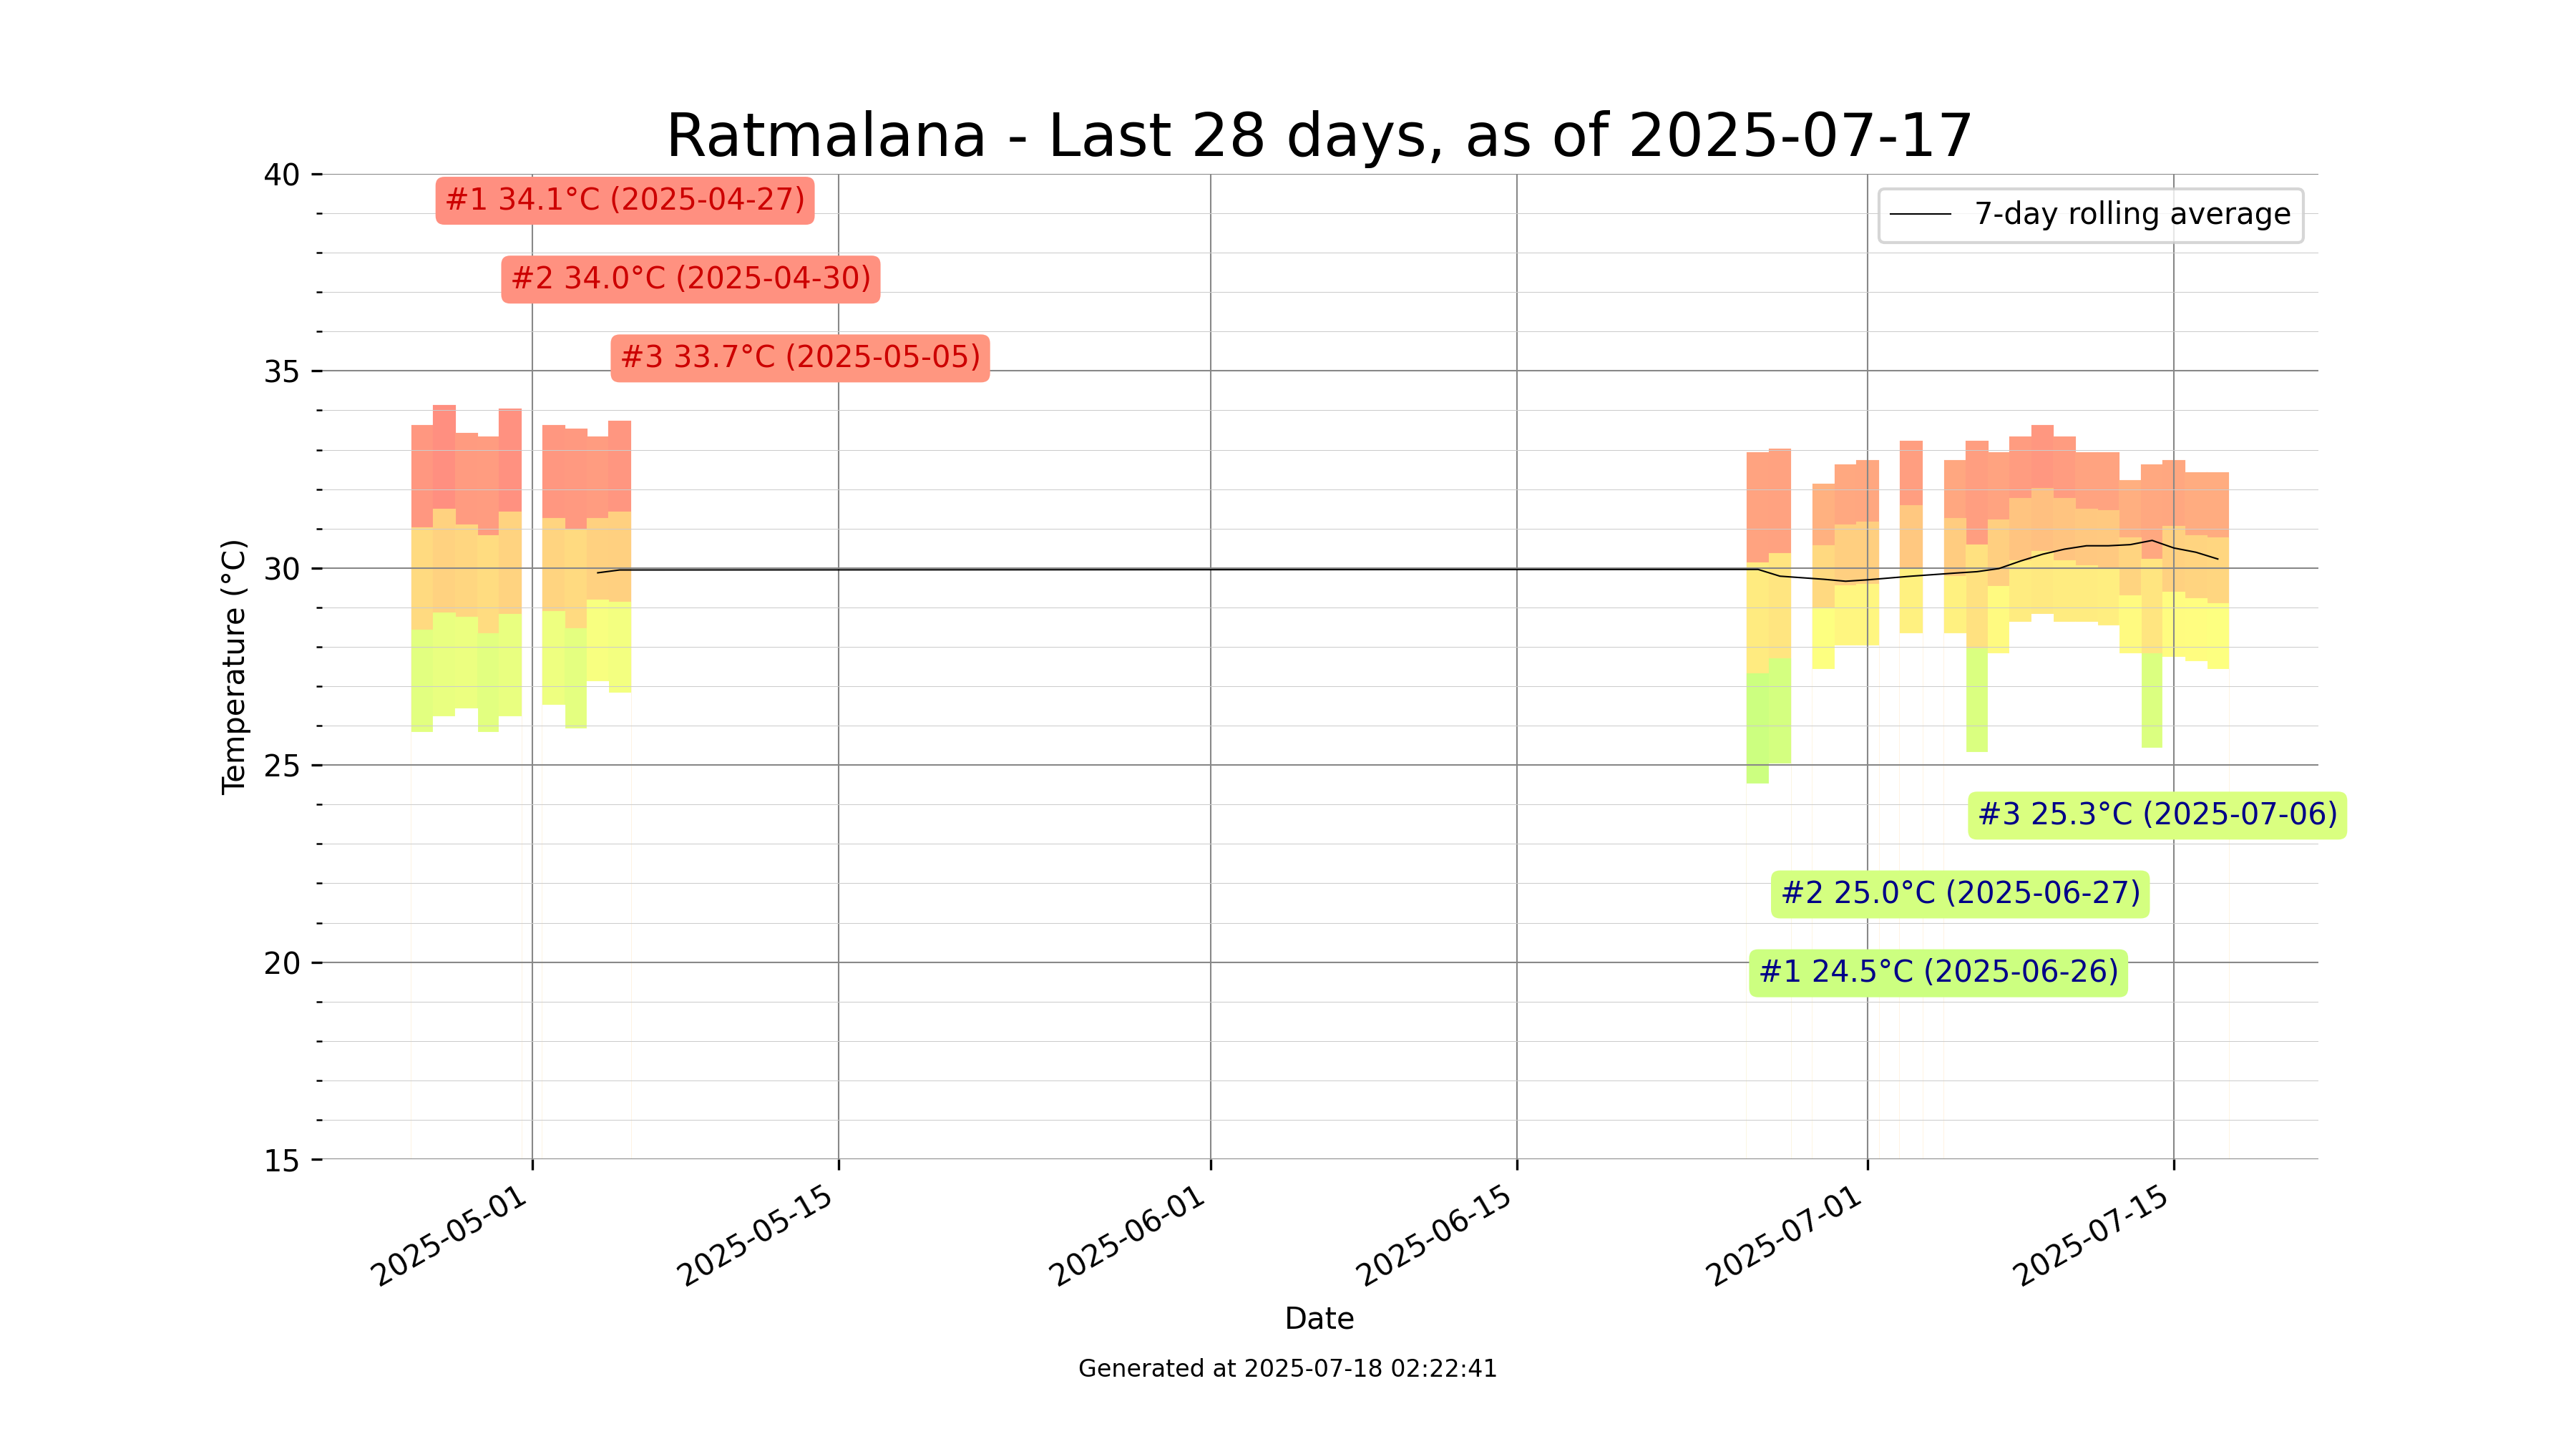 Ratmalana - Last 28 days, as of 2025-07-17
40
35
30
25
20
15
Temperature (°C)
#1 34.1°C (2025-04-27)
#2 34.0°C (2025-04-30)
#3 33.7°C (2025-05-05)
7-day rolling average
#3 25.3°C (2025-07-06)
#2 25.0°C (2025-06-27)
#1 24.5°C (2025-06-26)
2025-05-01
2025-05-15
2025-06-01
2025-06-15
2025-07-01
2025-07-15
Date
Generated at 2025-07-18 02:22:41